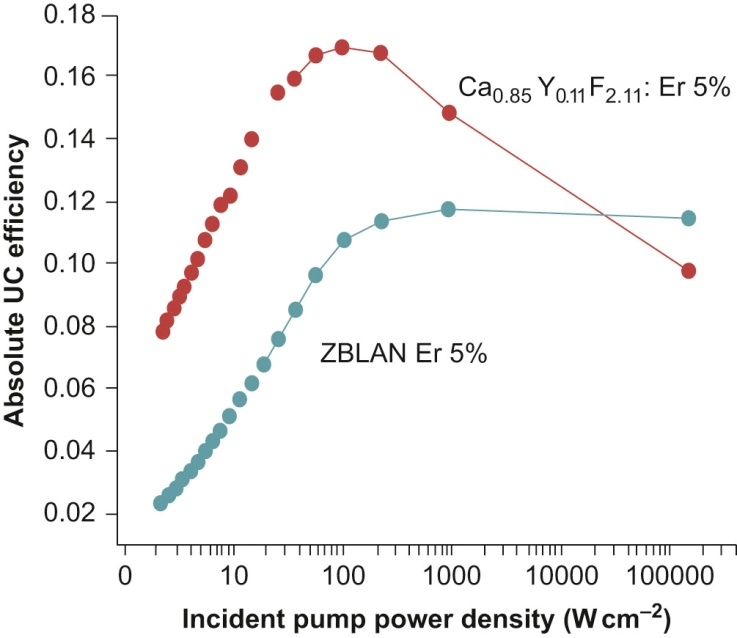 0.18
0.16
0.14
0.12
0.10
0.08
0.06
0.04
0.02
Absolute UC efficiency
Ca₀.₈₅ Y₀.₁₁F₂.₁₁: Er 5%
ZBLAN Er 5%
0 10 100 1000 10000 100000
Incident pump power density (W cm⁻²)